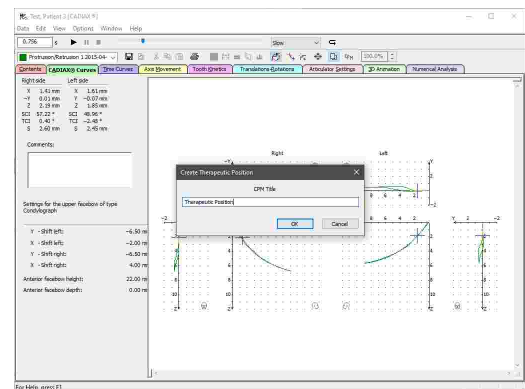 Test, Patient 2 [CADIAX 4]
Data Edit View Options Window Help
0.796 s Slow
Protrusion/Retrusion 1 2015-04- 100.0%
Contents CADIAX® Curves Time Curves Axis Movement Tooth Kinetics Translations-Rotations Articulator Settings 3D Animation Numerical Analysis
Right side Left side
X 1.41 mm X 1.61 mm
-Y 0.01 mm Y -0.07 mm
Z 2.19 mm Z 1.85 mm
SCI 57.22 ° SCI 48.96 °
TCI 0.40 ° TCI -2.48 °
S 2.60 mm S 2.45 mm
Comments:
Right Left
Create Therapeutic Position
CPM Title
Therapeutic Position
OK Cancel
Settings for the upper facebow of type
Condylograph
Y - Shift left: -6.50 m
X - Shift left: -2.00 m
Y - Shift right: -6.50 m
X - Shift right: 4.00 m
Anterior facebow height: 22.00 m
Anterior facebow depth: 0.00 m
For Help, press F1